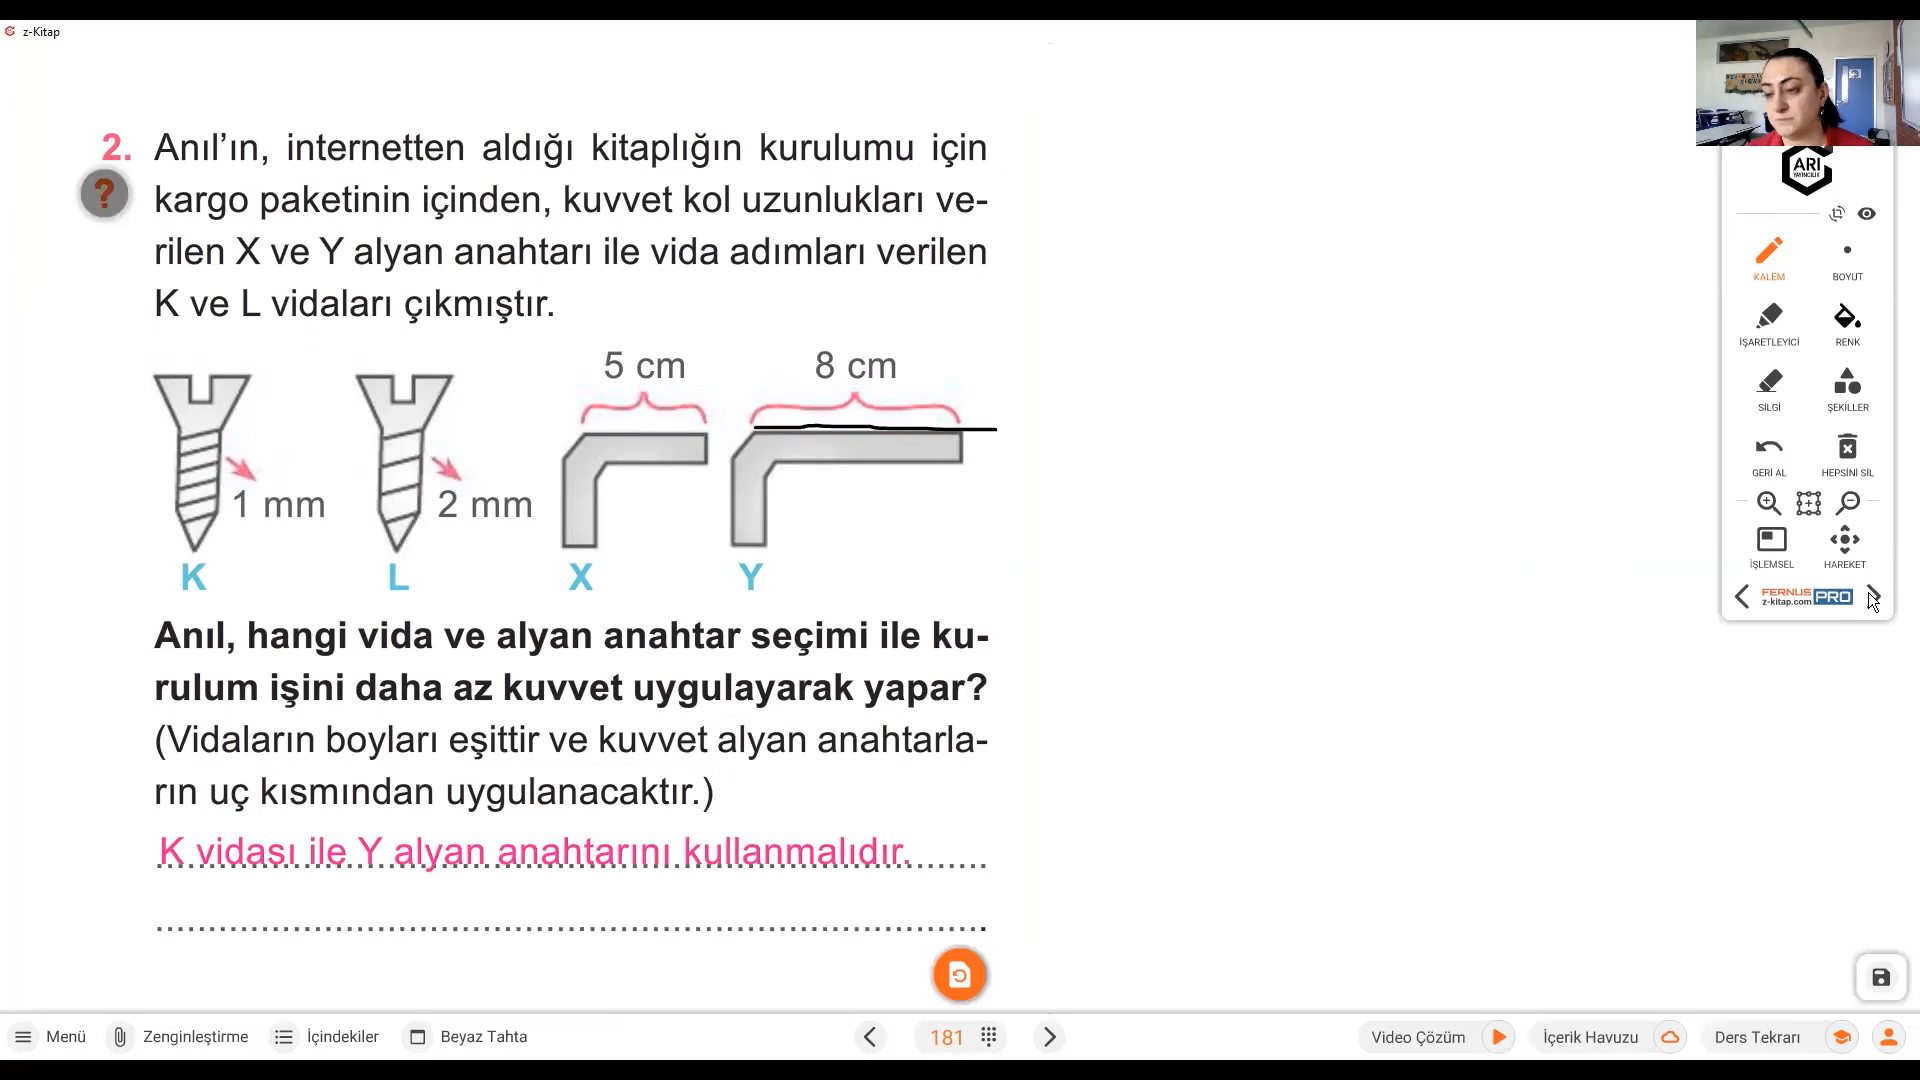 z-Kitap
2. Anıl'ın, internetten aldığı kitaplığın kurulumu için
? kargo paketinin içinden, kuvvet kol uzunlukları ve-
rilen X ve Y alyan anahtarı ile vida adımları verilen
K ve L vidaları çıkmıştır.
5 cm 8 cm
1 mm 2 mm
K L X Y
Anıl, hangi vida ve alyan anahtar seçimi ile ku-
rulum işini daha az kuvvet uygulayarak yapar?
(Vidaların boyları eşittir ve kuvvet alyan anahtarla-
rın uç kısmından uygulanacaktır.)
K vidası ile Y alyan anahtarını kullanmalıdır.
ARI
YAYINCILIK
KALEM BOYUT
İŞARETLEYİCİ RENK
SİLGİ ŞEKİLLER
GERİ AL HEPSİNİ SİL
İŞLEMSEL HAREKET
FERNUS
z-kitap.com PRO
Menü Zenginleştirme İçindekiler Beyaz Tahta 181 Video Çözüm İçerik Havuzu Ders Tekrarı